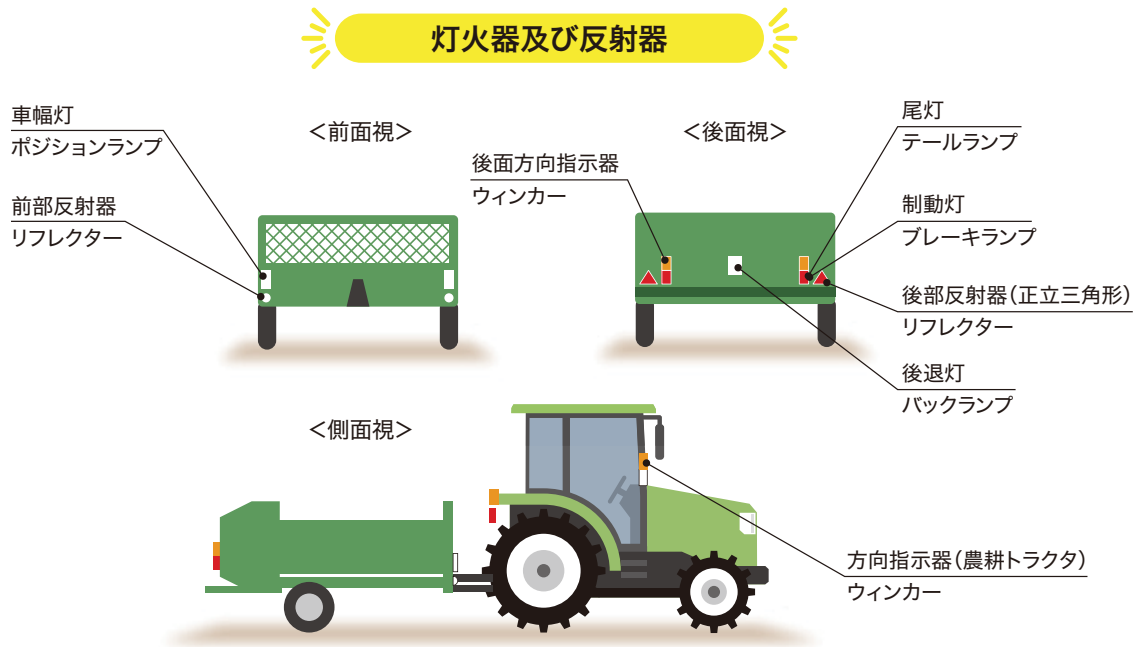 灯火器及び反射器
車幅灯
ポジションランプ
前部反射器
リフレクター
＜前面視＞
＜後面視＞
後面方向指示器
ウィンカー
尾灯
テールランプ
制動灯
ブレーキランプ
後部反射器（正立三角形）
リフレクター
後退灯
バックランプ
＜側面視＞
方向指示器（農耕トラクタ）
ウィンカー